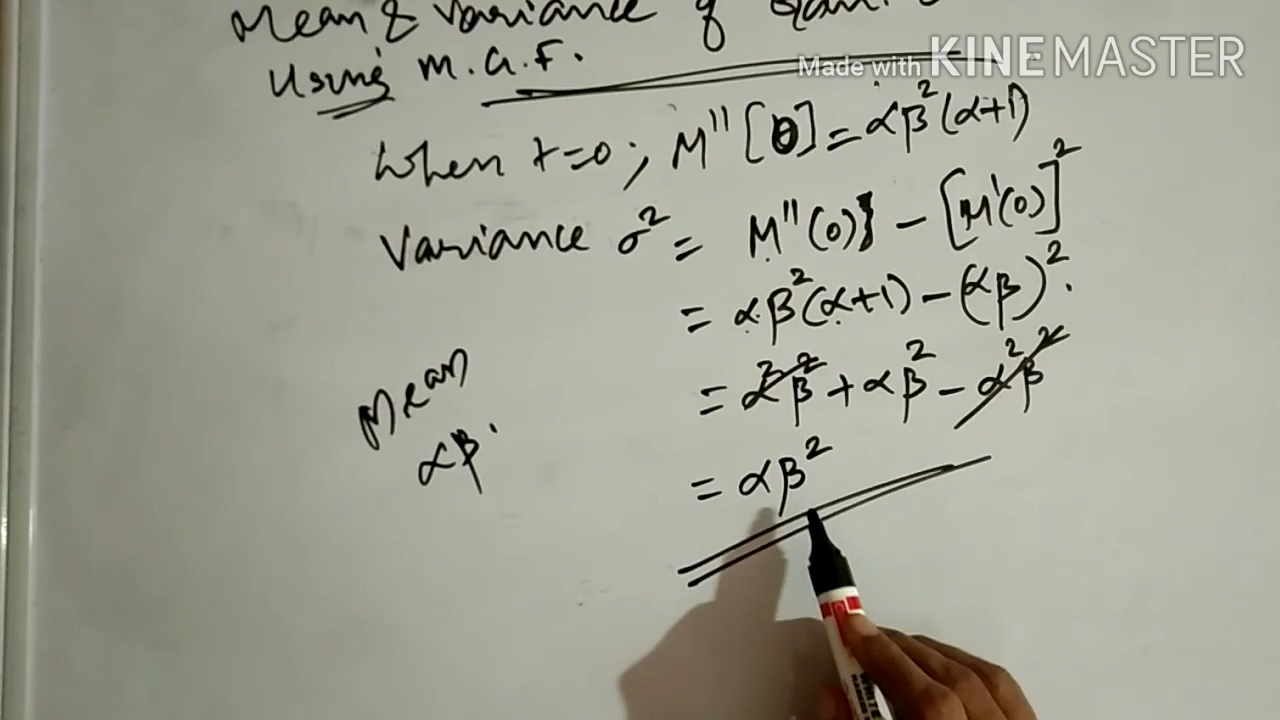 Mean & Variance of
Using M.G.F.
Made with KINEMASTER
When t=0; M''[0] = αβ²(α+1)
Variance σ² = M''(0)} - [M'(0)]²
= αβ²(α+1) - (αβ)².
= α²β² + αβ² - α²β²
= αβ²
Mean
αβ.